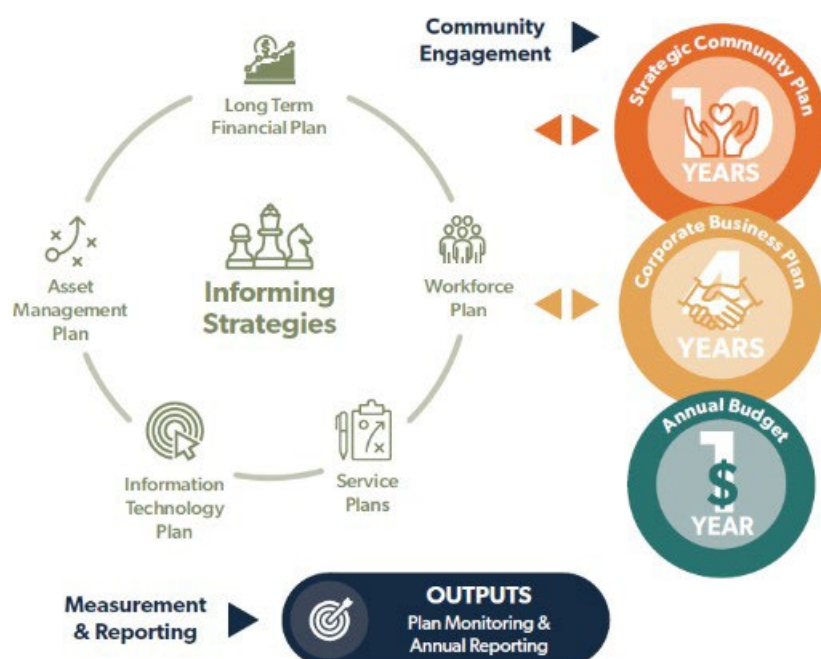 Community
Engagement
Strategic Community Plan
10
YEARS
Long Term
Financial Plan
Informing
Strategies
Asset
Management
Plan
Workforce
Plan
Corporate Business Plan
4
YEARS
Information
Technology
Plan
Service
Plans
Annual Budget
1
$
YEAR
Measurement
& Reporting
OUTPUTS
Plan Monitoring &
Annual Reporting